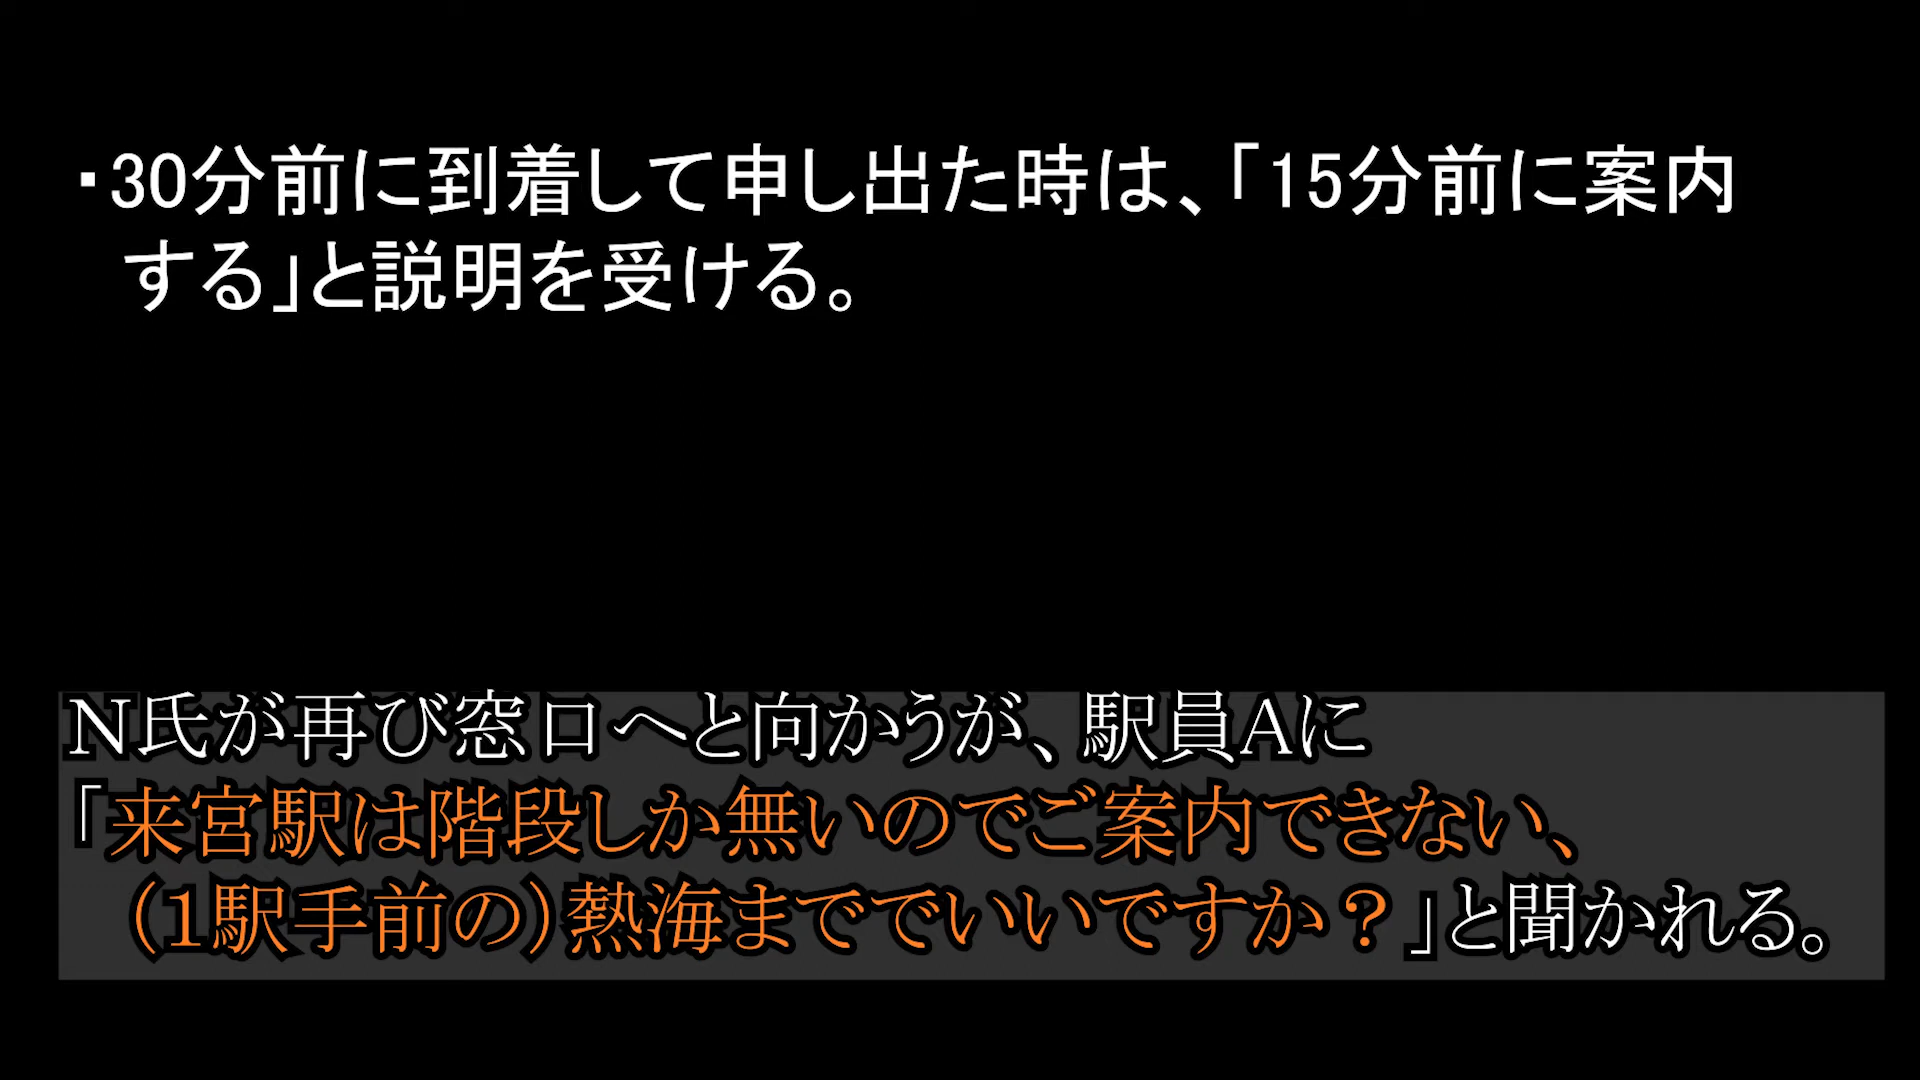 ・30分前に到着して申し出た時は、「15分前に案内
する」と説明を受ける。
N氏が再び窓口へと向かうが、駅員Aに
「来宮駅は階段しか無いのでご案内できない、
（1駅手前の）熱海まででいいですか？」と聞かれる。